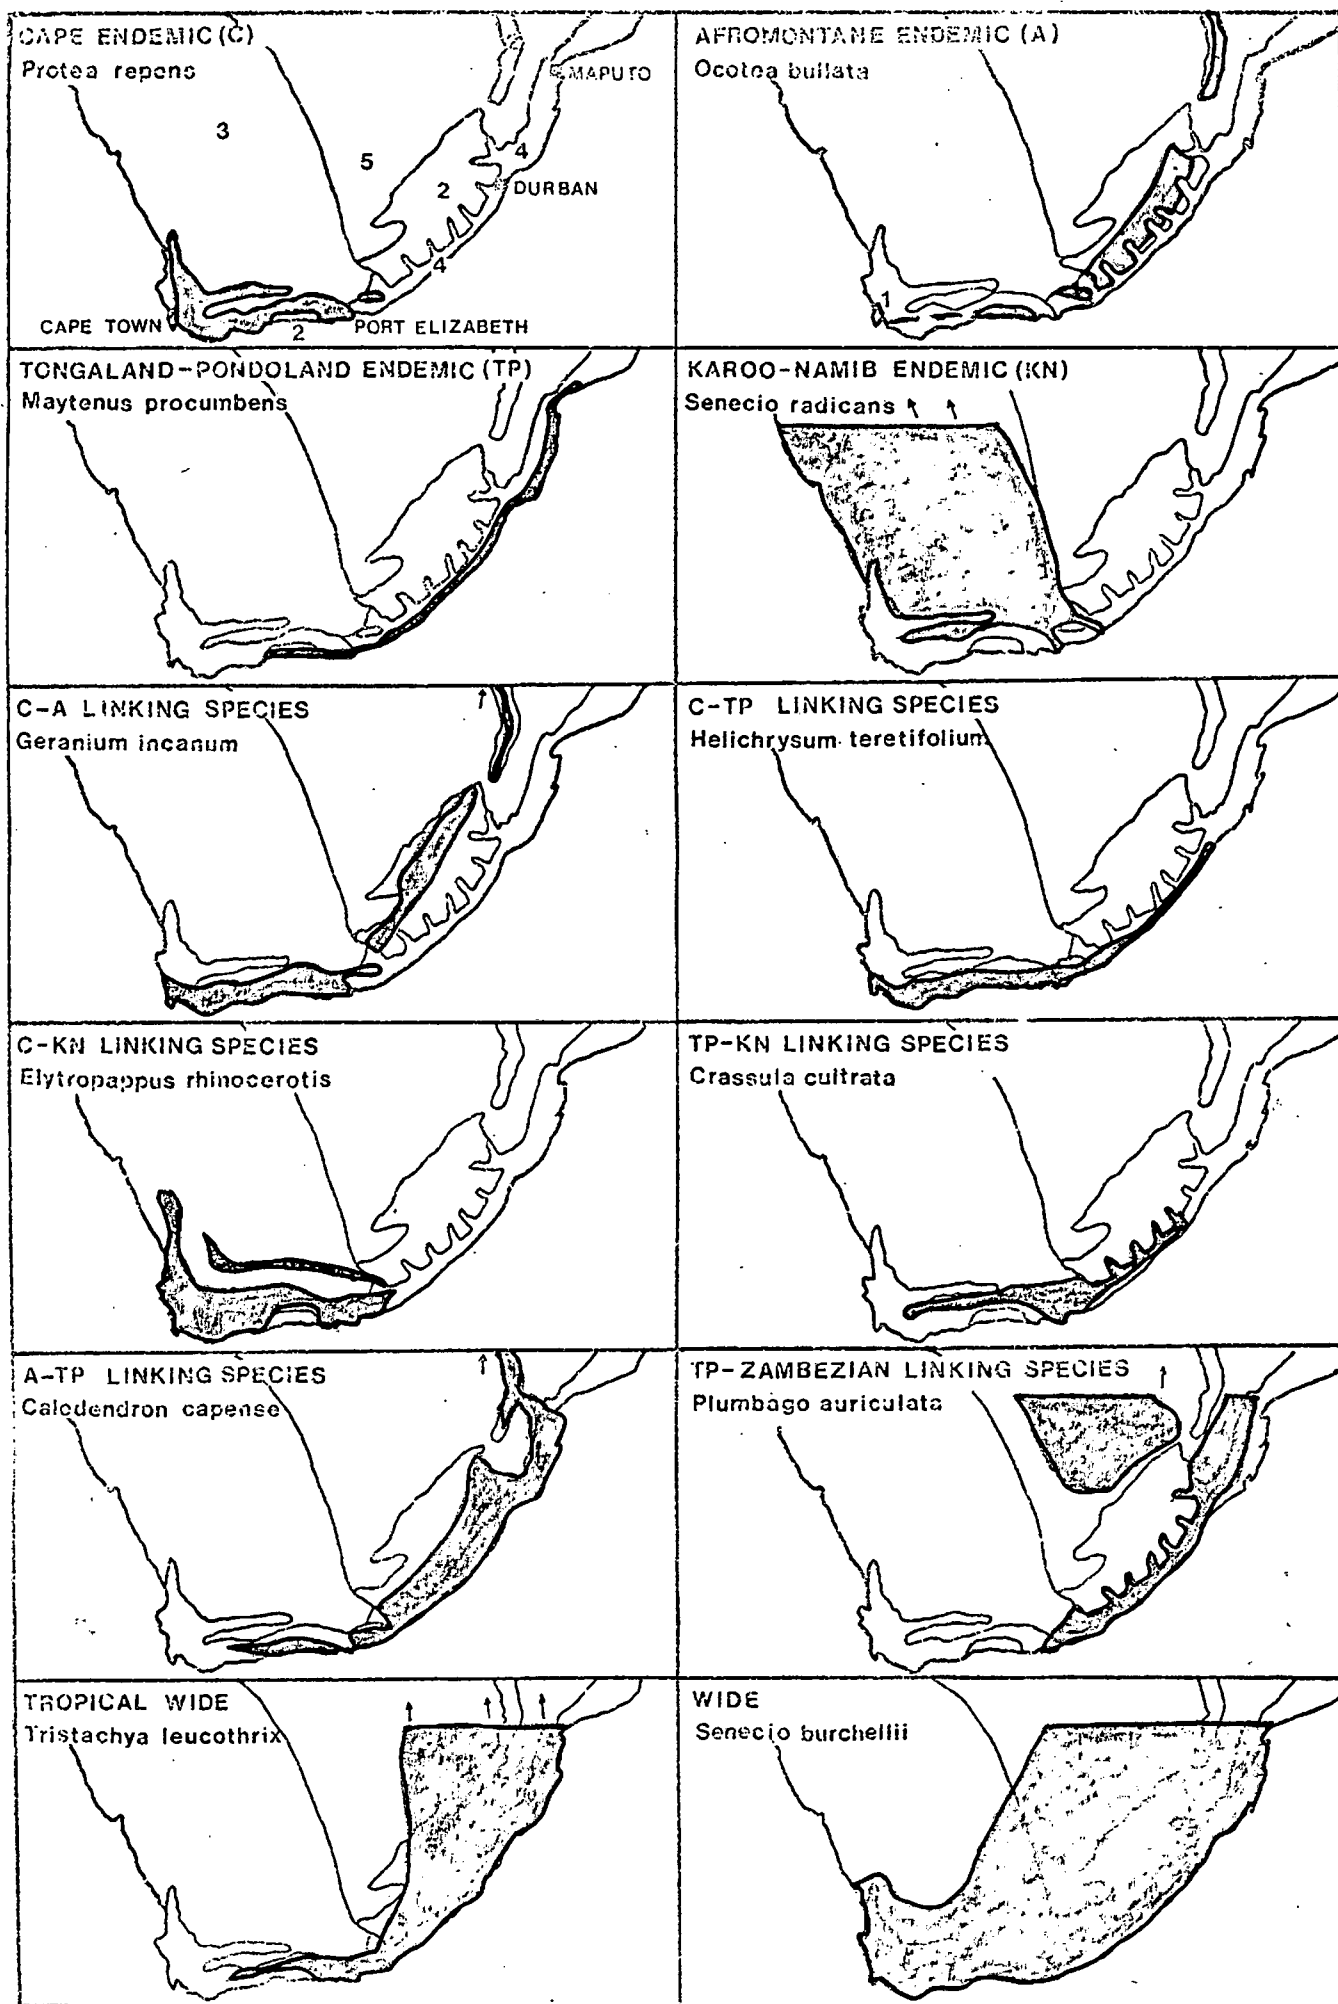 CAPE ENDEMIC (C)
Protea repens
MAPUTO
3
5
4
2
DURBAN
4
CAPE TOWN
2
PORT ELIZABETH
AFROMONTANE ENDEMIC (A)
Ocotea bullata
1
TONGALAND-PONDOLAND ENDEMIC (TP)
Maytenus procumbens
KAROO-NAMIB ENDEMIC (KN)
Senecio radicans
C-A LINKING SPECIES
Geranium incanum
C-TP LINKING SPECIES
Helichrysum teretifolium
C-KN LINKING SPECIES
Elytropappus rhinocerotis
TP-KN LINKING SPECIES
Crassula cultrata
A-TP LINKING SPECIES
Calodendron capense
TP-ZAMBEZIAN LINKING SPECIES
Plumbago auriculata
TROPICAL WIDE
Tristachya leucothrix
WIDE
Senecio burchellii